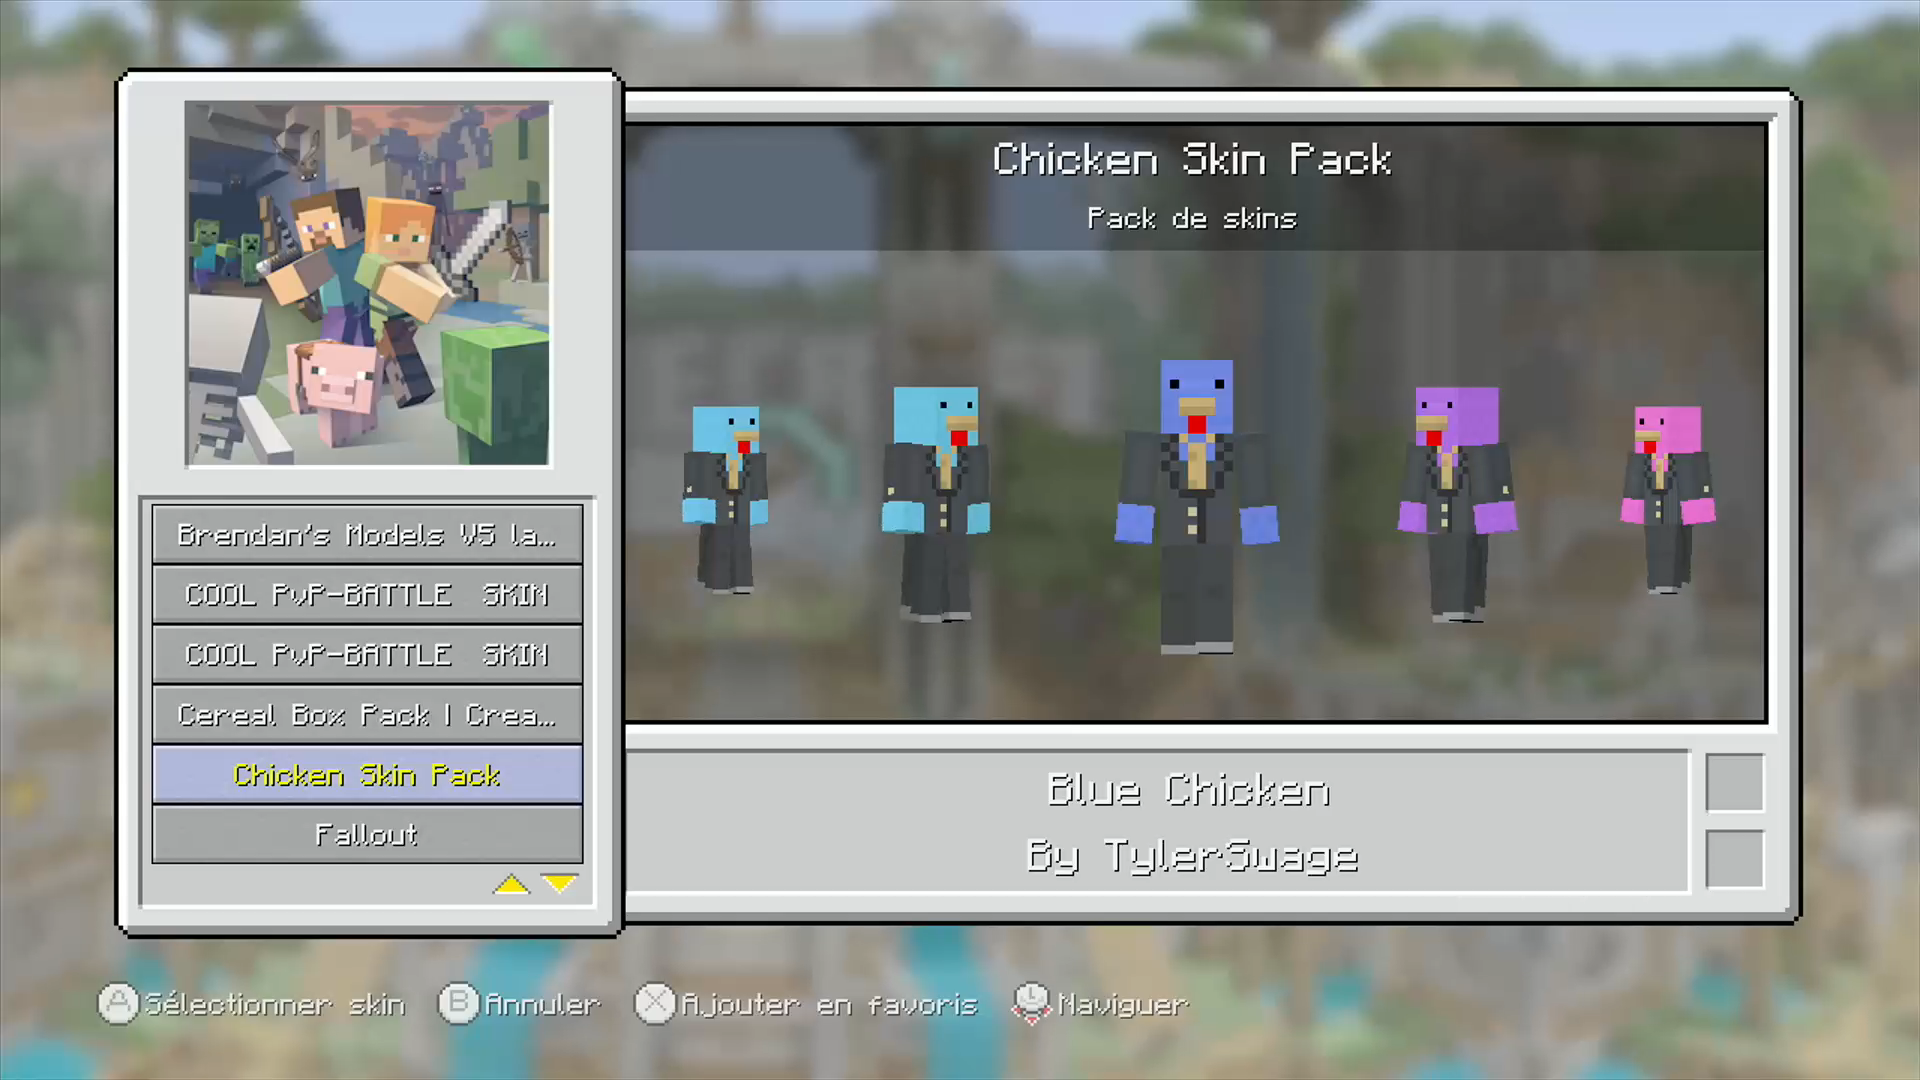 Chicken Skin Pack
Pack de skins
Brendan's Models V5 la...
COOL PvP-BATTLE SKIN
COOL PvP-BATTLE SKIN
Cereal Box Pack | Crea...
Chicken Skin Pack
Fallout
Blue Chicken
By TylerSwage
A Sélectionner skin B Annuler X Ajouter en favoris L Naviguer